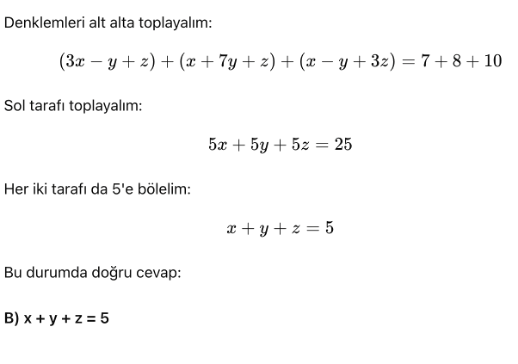 Denklemleri alt alta toplayalım:
(3x − y + z) + (x + 7y + z) + (x − y + 3z) = 7 + 8 + 10
Sol tarafı toplayalım:
5x + 5y + 5z = 25
Her iki tarafı da 5'e bölelim:
x + y + z = 5
Bu durumda doğru cevap:
B) x + y + z = 5